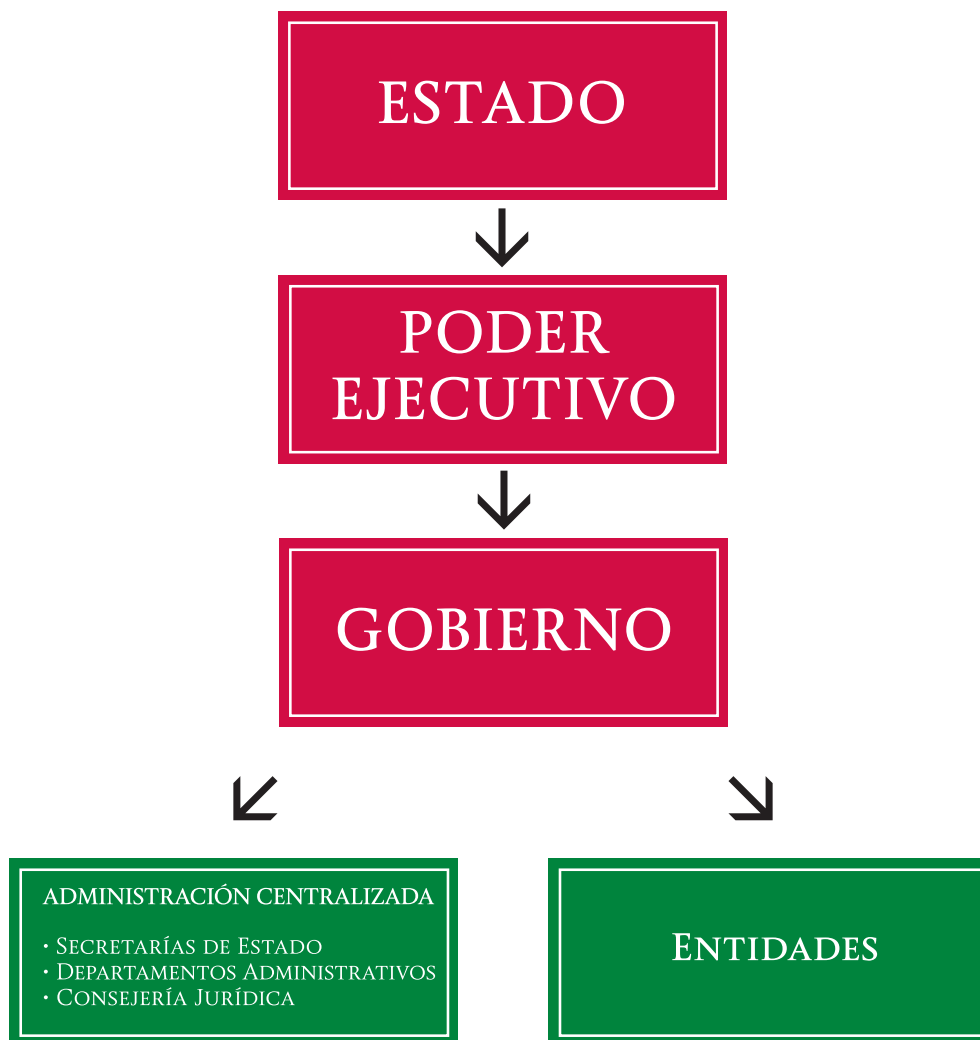 ESTADO
PODER
EJECUTIVO
GOBIERNO
ADMINISTRACIÓN CENTRALIZADA
• Secretarías de Estado
• Departamentos Administrativos
• Consejería Jurídica
Entidades